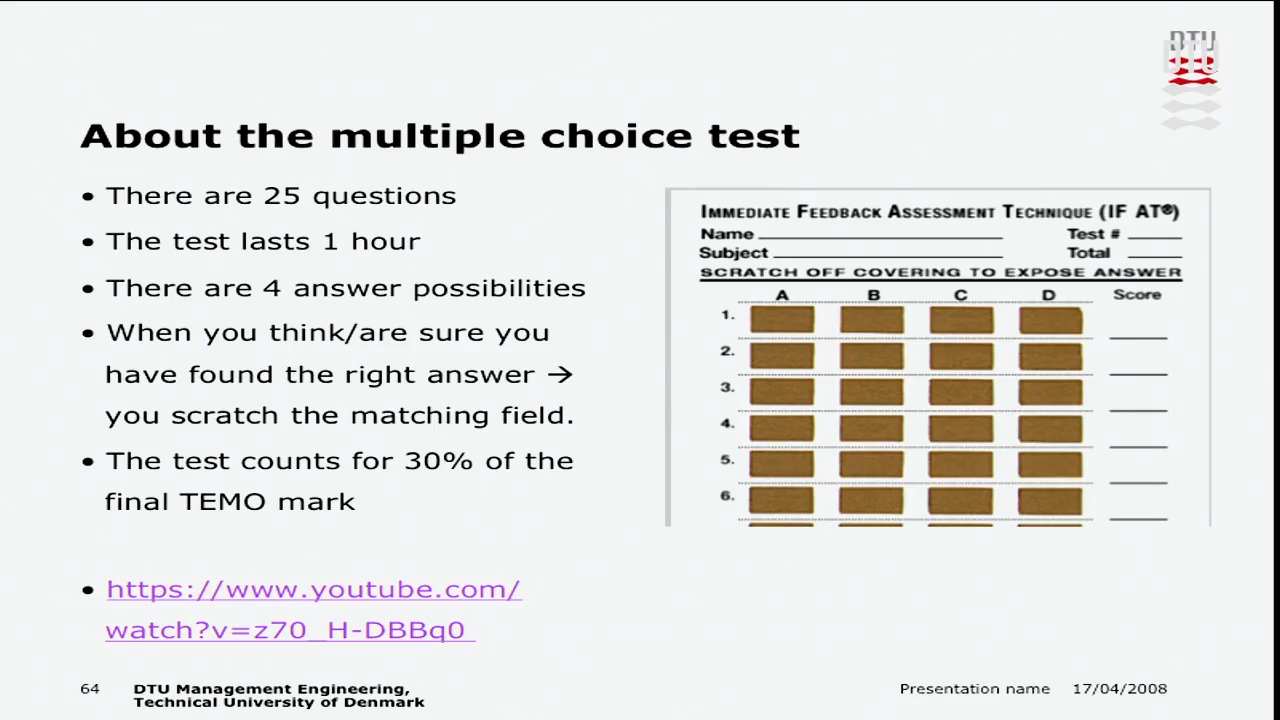 DTU
About the multiple choice test
• There are 25 questions
• The test lasts 1 hour
• There are 4 answer possibilities
• When you think/are sure you
have found the right answer →
you scratch the matching field.
• The test counts for 30% of the
final TEMO mark
• https://www.youtube.com/
watch?v=z70_H-DBBq0
IMMEDIATE FEEDBACK ASSESSMENT TECHNIQUE (IF AT®)
Name Test #
Subject Total
SCRATCH OFF COVERING TO EXPOSE ANSWER
A B C D Score
1.
2.
3.
4.
5.
6.
64 DTU Management Engineering, Presentation name 17/04/2008
Technical University of Denmark